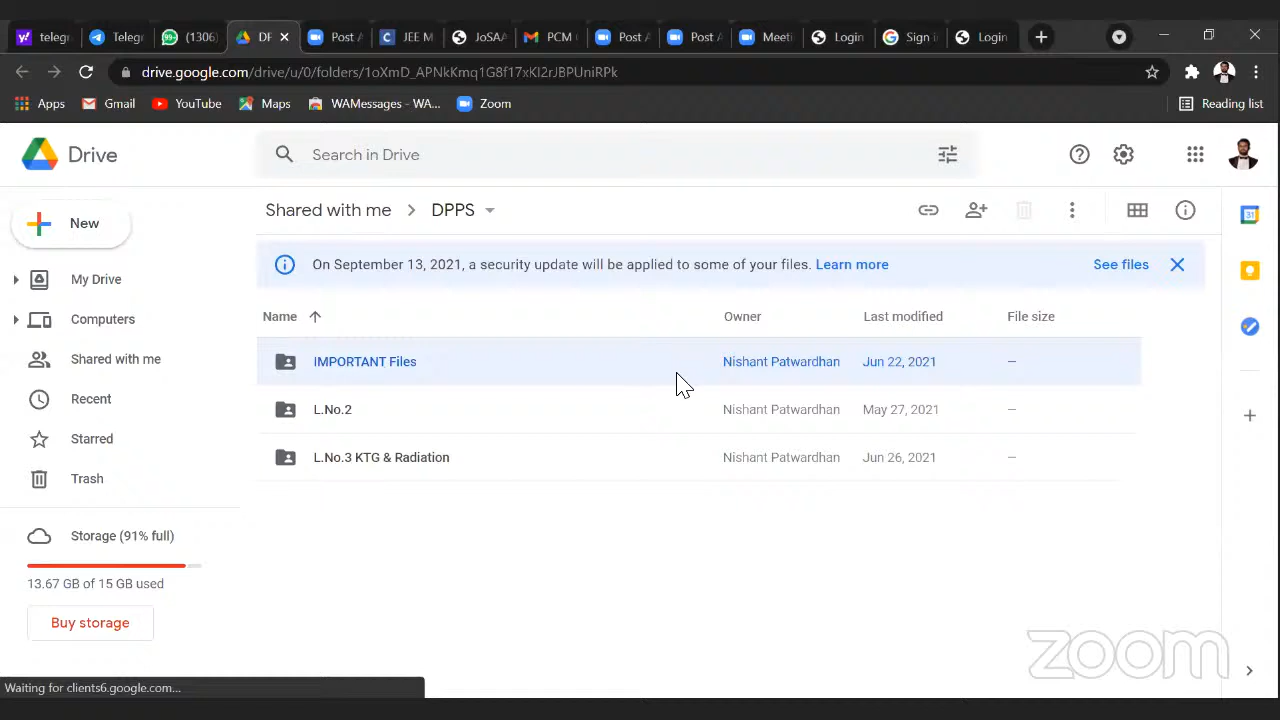 telegr Telegr (1306) DP Post A JEE M JoSAA PCM Post A Post A Meeti Login Sign i Login
drive.google.com/drive/u/0/folders/1oXmD_APNkKmq1G8f17xKI2rJBPUniRPk
Apps Gmail YouTube Maps WAMessages - WA... Zoom Reading list
Drive Search in Drive
New
Shared with me > DPPS
On September 13, 2021, a security update will be applied to some of your files. Learn more See files
My Drive
Computers
Shared with me
Recent
Starred
Trash
Storage (91% full)
13.67 GB of 15 GB used
Buy storage
Name Owner Last modified File size
IMPORTANT Files Nishant Patwardhan Jun 22, 2021 —
L.No.2 Nishant Patwardhan May 27, 2021 —
L.No.3 KTG & Radiation Nishant Patwardhan Jun 26, 2021 —
31
zoom
Waiting for clients6.google.com...